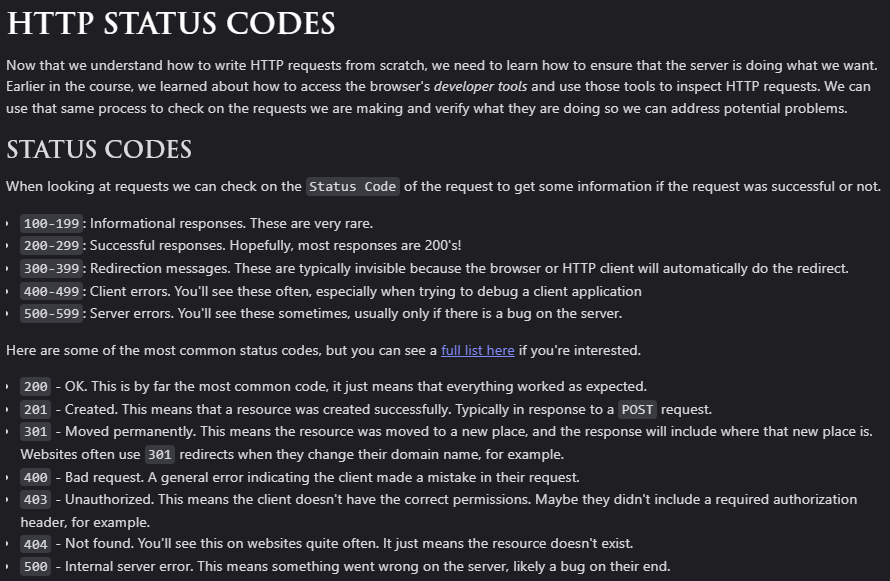 HTTP STATUS CODES
Now that we understand how to write HTTP requests from scratch, we need to learn how to ensure that the server is doing what we want.
Earlier in the course, we learned about how to access the browser's developer tools and use those tools to inspect HTTP requests. We can
use that same process to check on the requests we are making and verify what they are doing so we can address potential problems.
STATUS CODES
When looking at requests we can check on the Status Code of the request to get some information if the request was successful or not.
• 100-199: Informational responses. These are very rare.
• 200-299: Successful responses. Hopefully, most responses are 200's!
• 300-399: Redirection messages. These are typically invisible because the browser or HTTP client will automatically do the redirect.
• 400-499: Client errors. You'll see these often, especially when trying to debug a client application
• 500-599: Server errors. You'll see these sometimes, usually only if there is a bug on the server.
Here are some of the most common status codes, but you can see a full list here if you're interested.
• 200 - OK. This is by far the most common code, it just means that everything worked as expected.
• 201 - Created. This means that a resource was created successfully. Typically in response to a POST request.
• 301 - Moved permanently. This means the resource was moved to a new place, and the response will include where that new place is.
Websites often use 301 redirects when they change their domain name, for example.
• 400 - Bad request. A general error indicating the client made a mistake in their request.
• 403 - Unauthorized. This means the client doesn't have the correct permissions. Maybe they didn't include a required authorization
header, for example.
• 404 - Not found. You'll see this on websites quite often. It just means the resource doesn't exist.
• 500 - Internal server error. This means something went wrong on the server, likely a bug on their end.